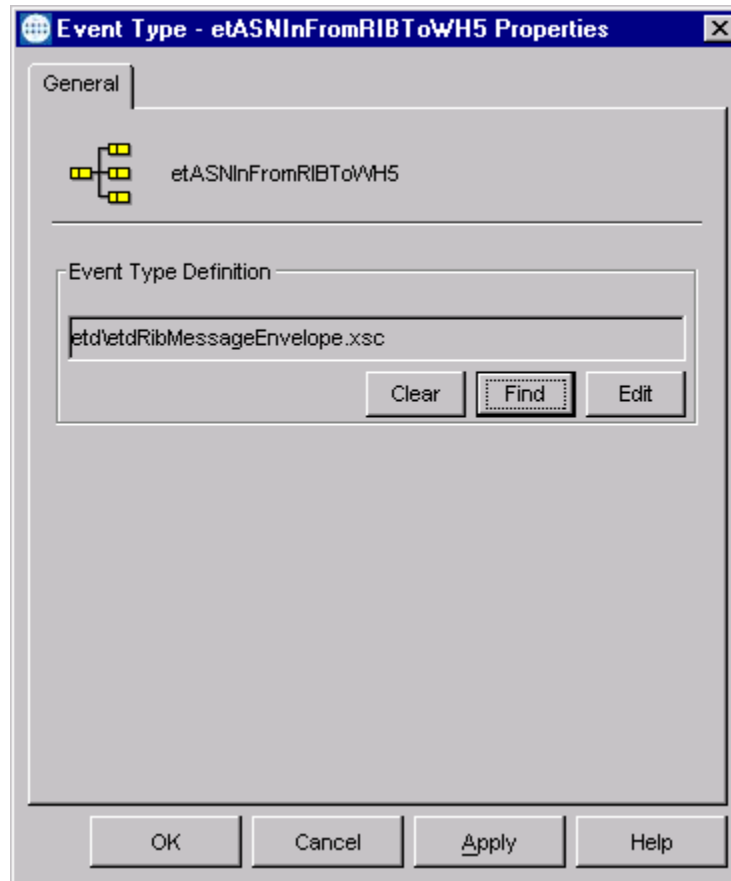 Event Type - etASNInFromRIBToWH5 Properties
General
etASNInFromRIBToWH5
Event Type Definition
etd\etdRibMessageEnvelope.xsc
Clear Find Edit
OK Cancel Apply Help